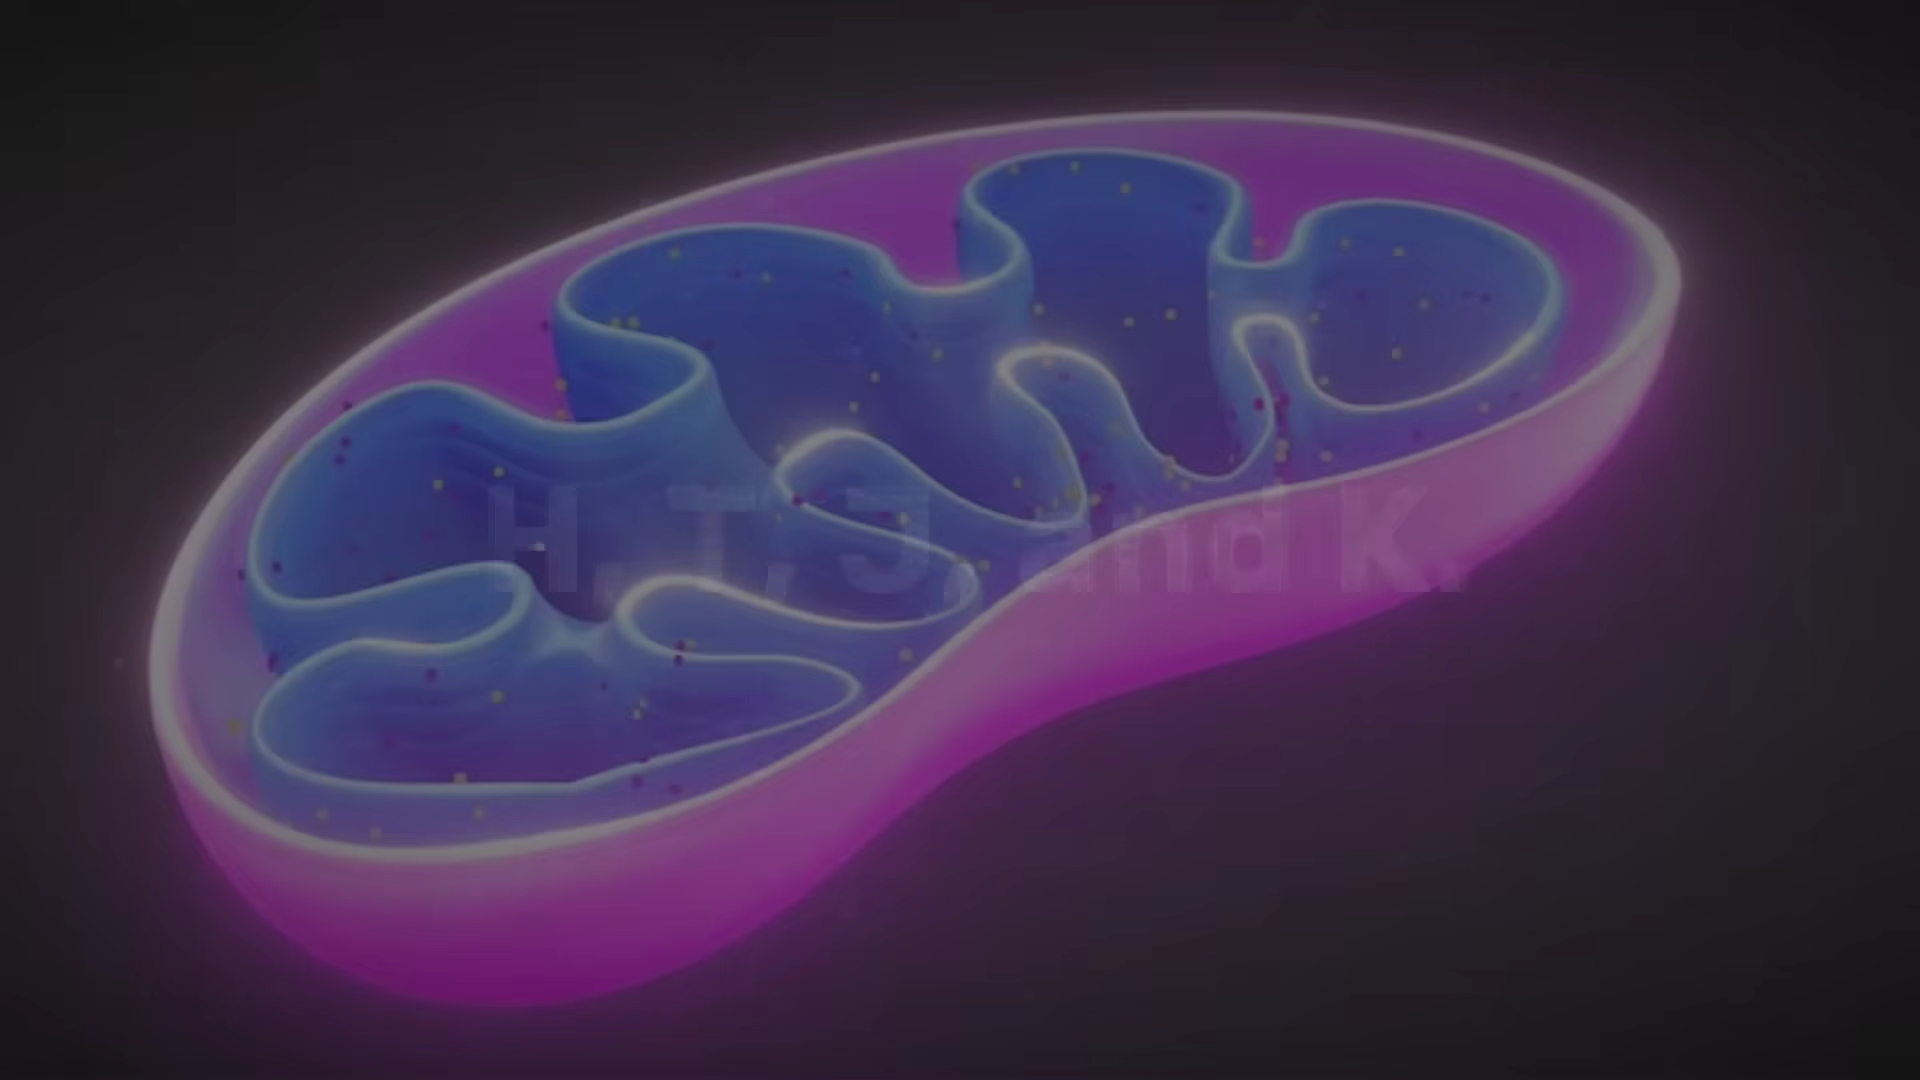 H, T, J, and K.